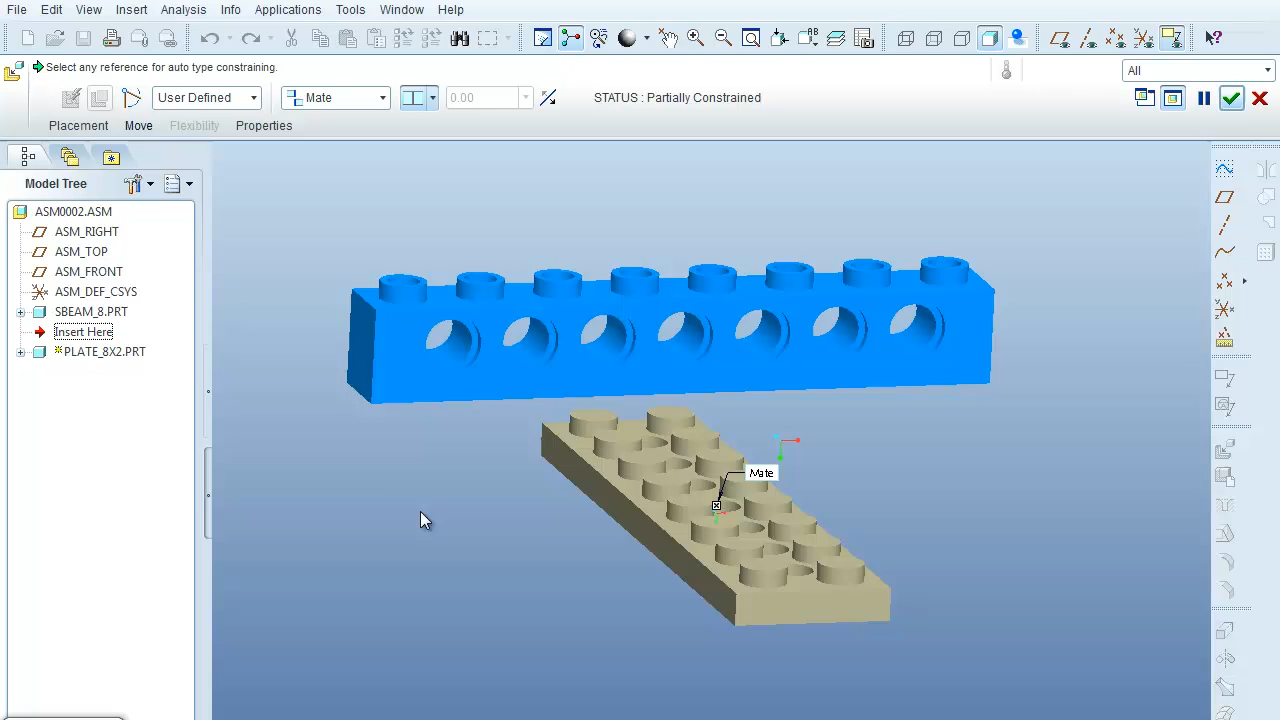 File Edit View Insert Analysis Info Applications Tools Window Help
Select any reference for auto type constraining.
All
User Defined Mate 0.00 STATUS : Partially Constrained
Placement Move Flexibility Properties
Model Tree
ASM0002.ASM
ASM_RIGHT
ASM_TOP
ASM_FRONT
ASM_DEF_CSYS
SBEAM_8.PRT
Insert Here
PLATE_8X2.PRT
Mate